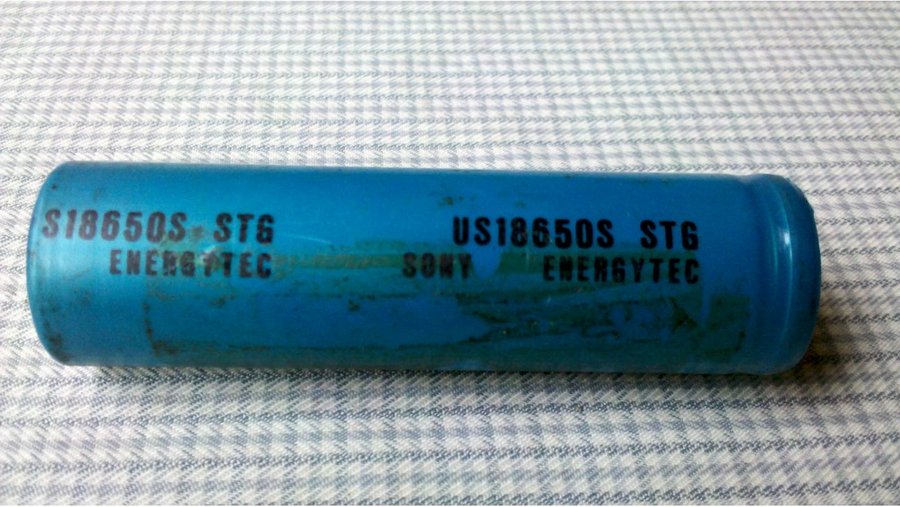 S18650S STG US18650S STG
ENERGYTEC SONY ENERGYTEC